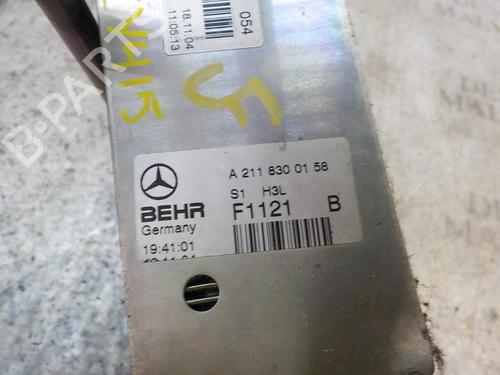 054
18.11.04
11:05:13
A 211 830 01 58
S1 H3L
BEHR F1121 B
Germany
19:41:01
B-PARTS